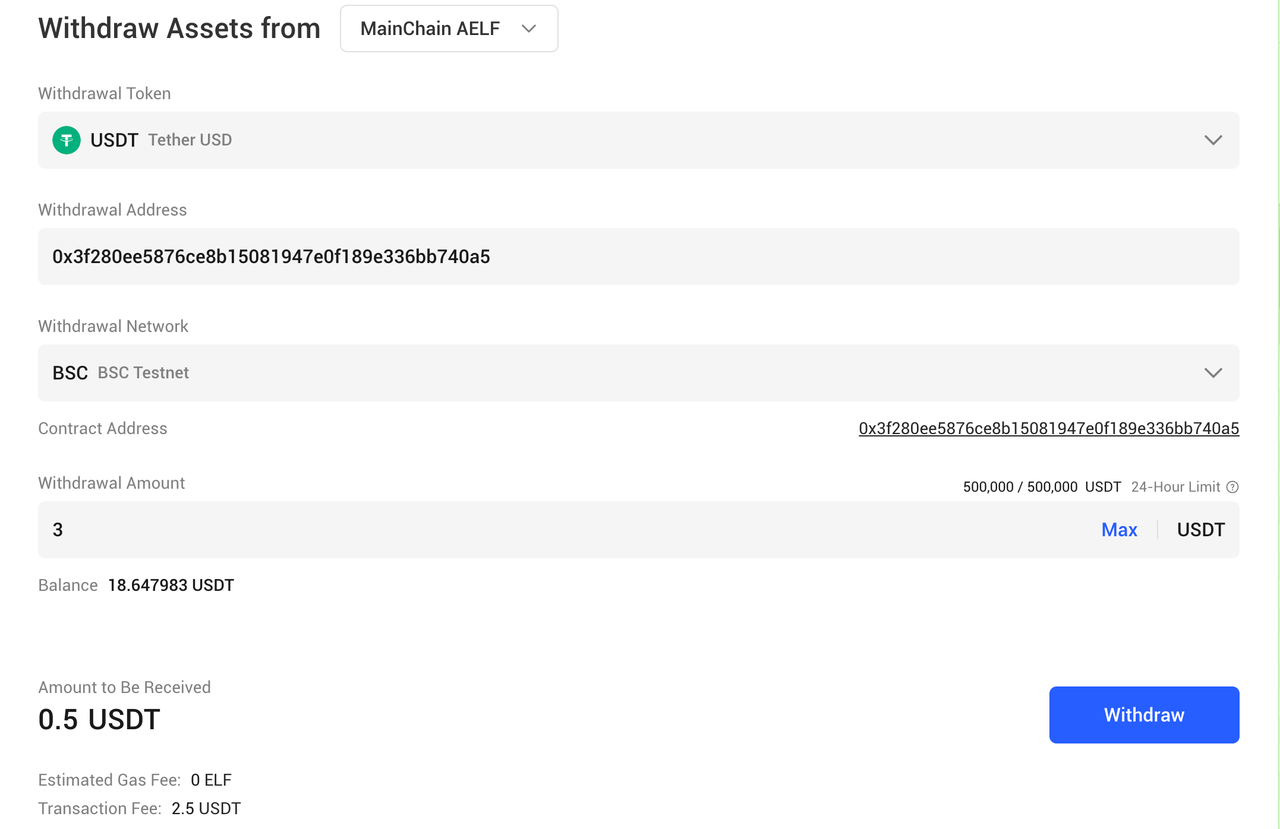 Withdraw Assets from MainChain AELF
Withdrawal Token
USDT Tether USD
Withdrawal Address
0x3f280ee5876ce8b15081947e0f189e336bb740a5
Withdrawal Network
BSC BSC Testnet
Contract Address 0x3f280ee5876ce8b15081947e0f189e336bb740a5
Withdrawal Amount 500,000 / 500,000 USDT 24-Hour Limit
3 Max USDT
Balance 18.647983 USDT
Amount to Be Received
0.5 USDT
Withdraw
Estimated Gas Fee: 0 ELF
Transaction Fee: 2.5 USDT